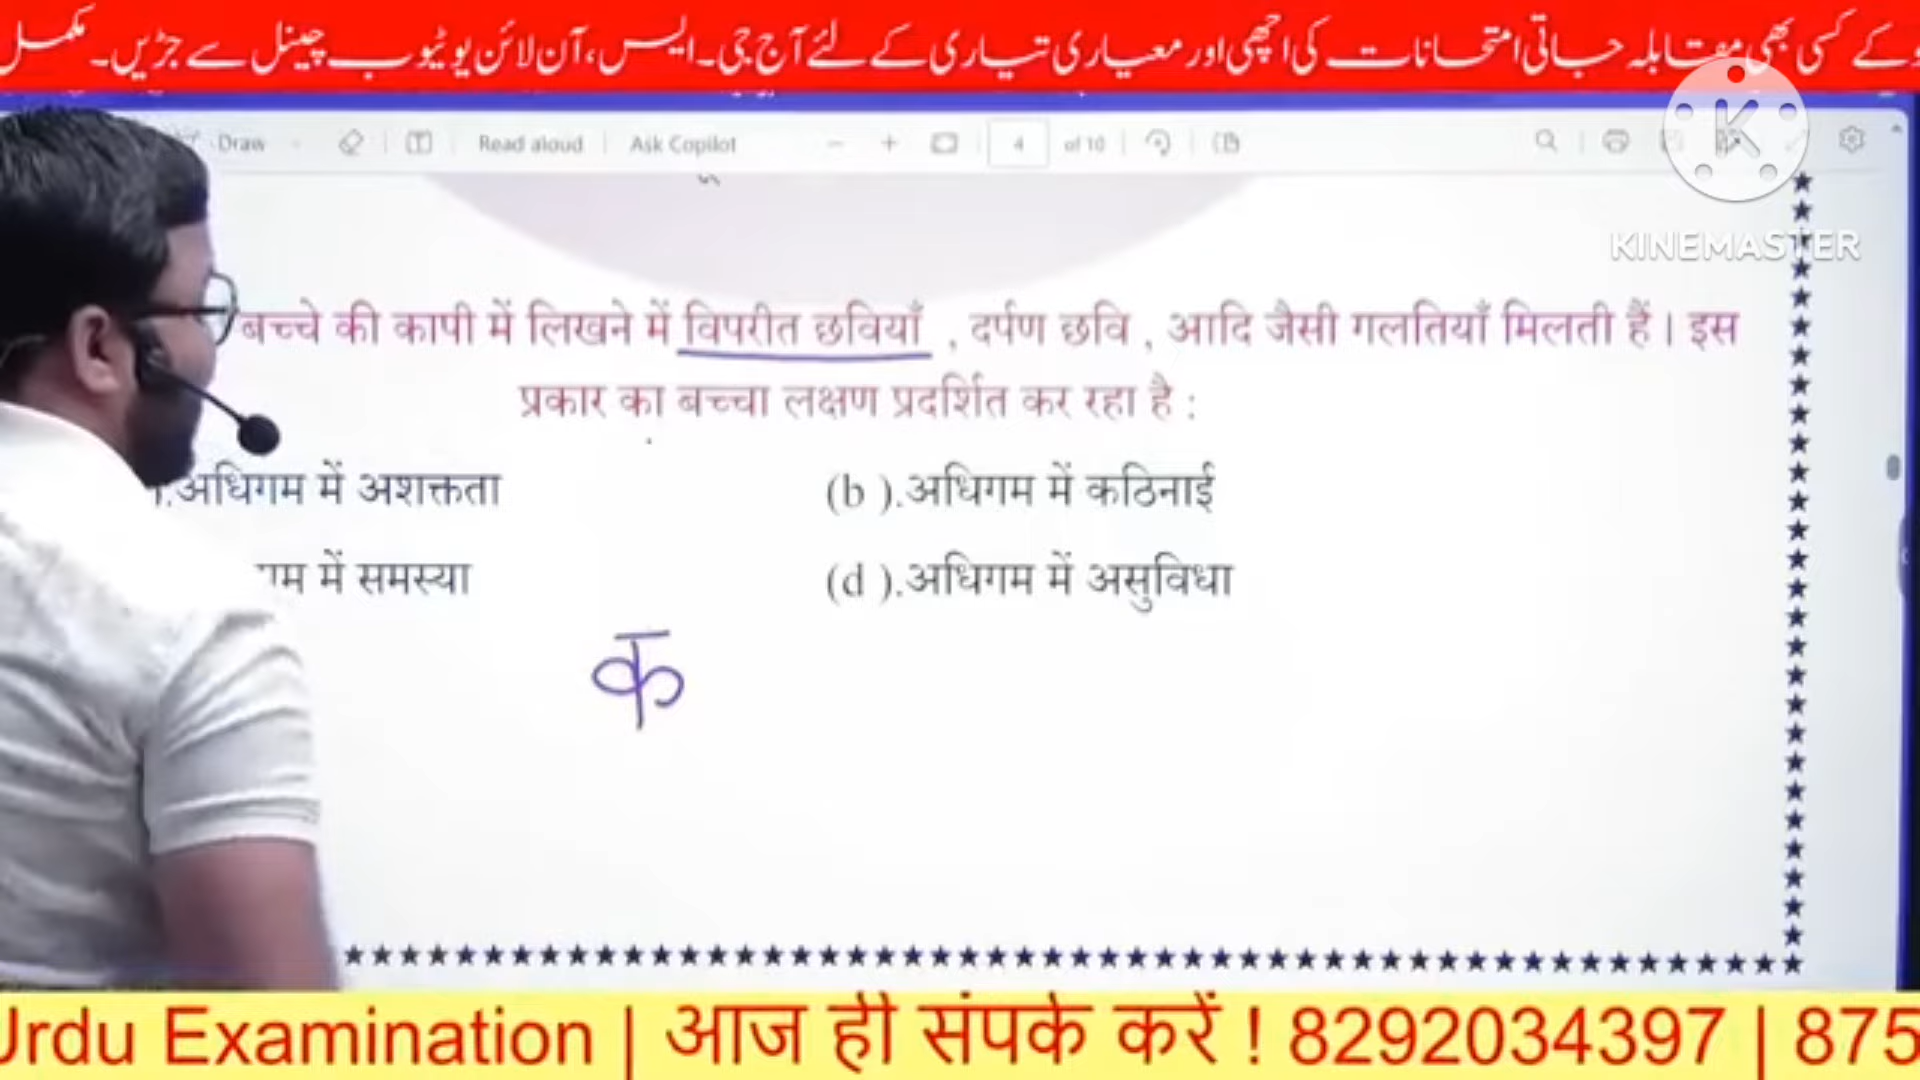 کے کسی بھی مقابلہ جاتی امتحانات کی اچھی اور معیاری تیاری کے لئے آج جی۔ایس، آن لائن یوٹیوب چینل سے جڑیں۔ مکمل
Draw Read aloud Ask Copilot 4 of 10
KINEMASTER
बच्चे की कापी में लिखने में विपरीत छवियाँ , दर्पण छवि , आदि जैसी गलतियाँ मिलती हैं । इस
प्रकार का बच्चा लक्षण प्रदर्शित कर रहा है :
).अधिगम में अशक्तता (b ).अधिगम में कठिनाई
में समस्या (d ).अधिगम में असुविधा
क
Urdu Examination | आज ही संपर्क करें ! 8292034397 | 875